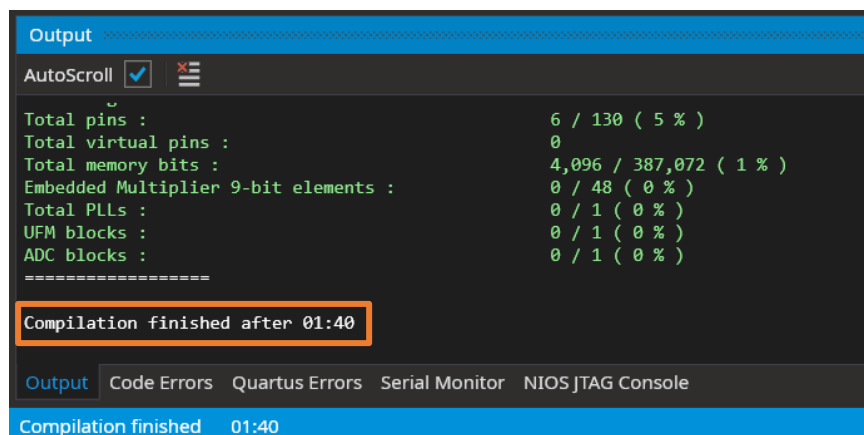 Output
AutoScroll
Total pins : 6 / 130 ( 5 % )
Total virtual pins : 0
Total memory bits : 4,096 / 387,072 ( 1 % )
Embedded Multiplier 9-bit elements : 0 / 48 ( 0 % )
Total PLLs : 0 / 1 ( 0 % )
UFM blocks : 0 / 1 ( 0 % )
ADC blocks : 0 / 1 ( 0 % )
==================
Compilation finished after 01:40
Output Code Errors Quartus Errors Serial Monitor NIOS JTAG Console
Compilation finished 01:40